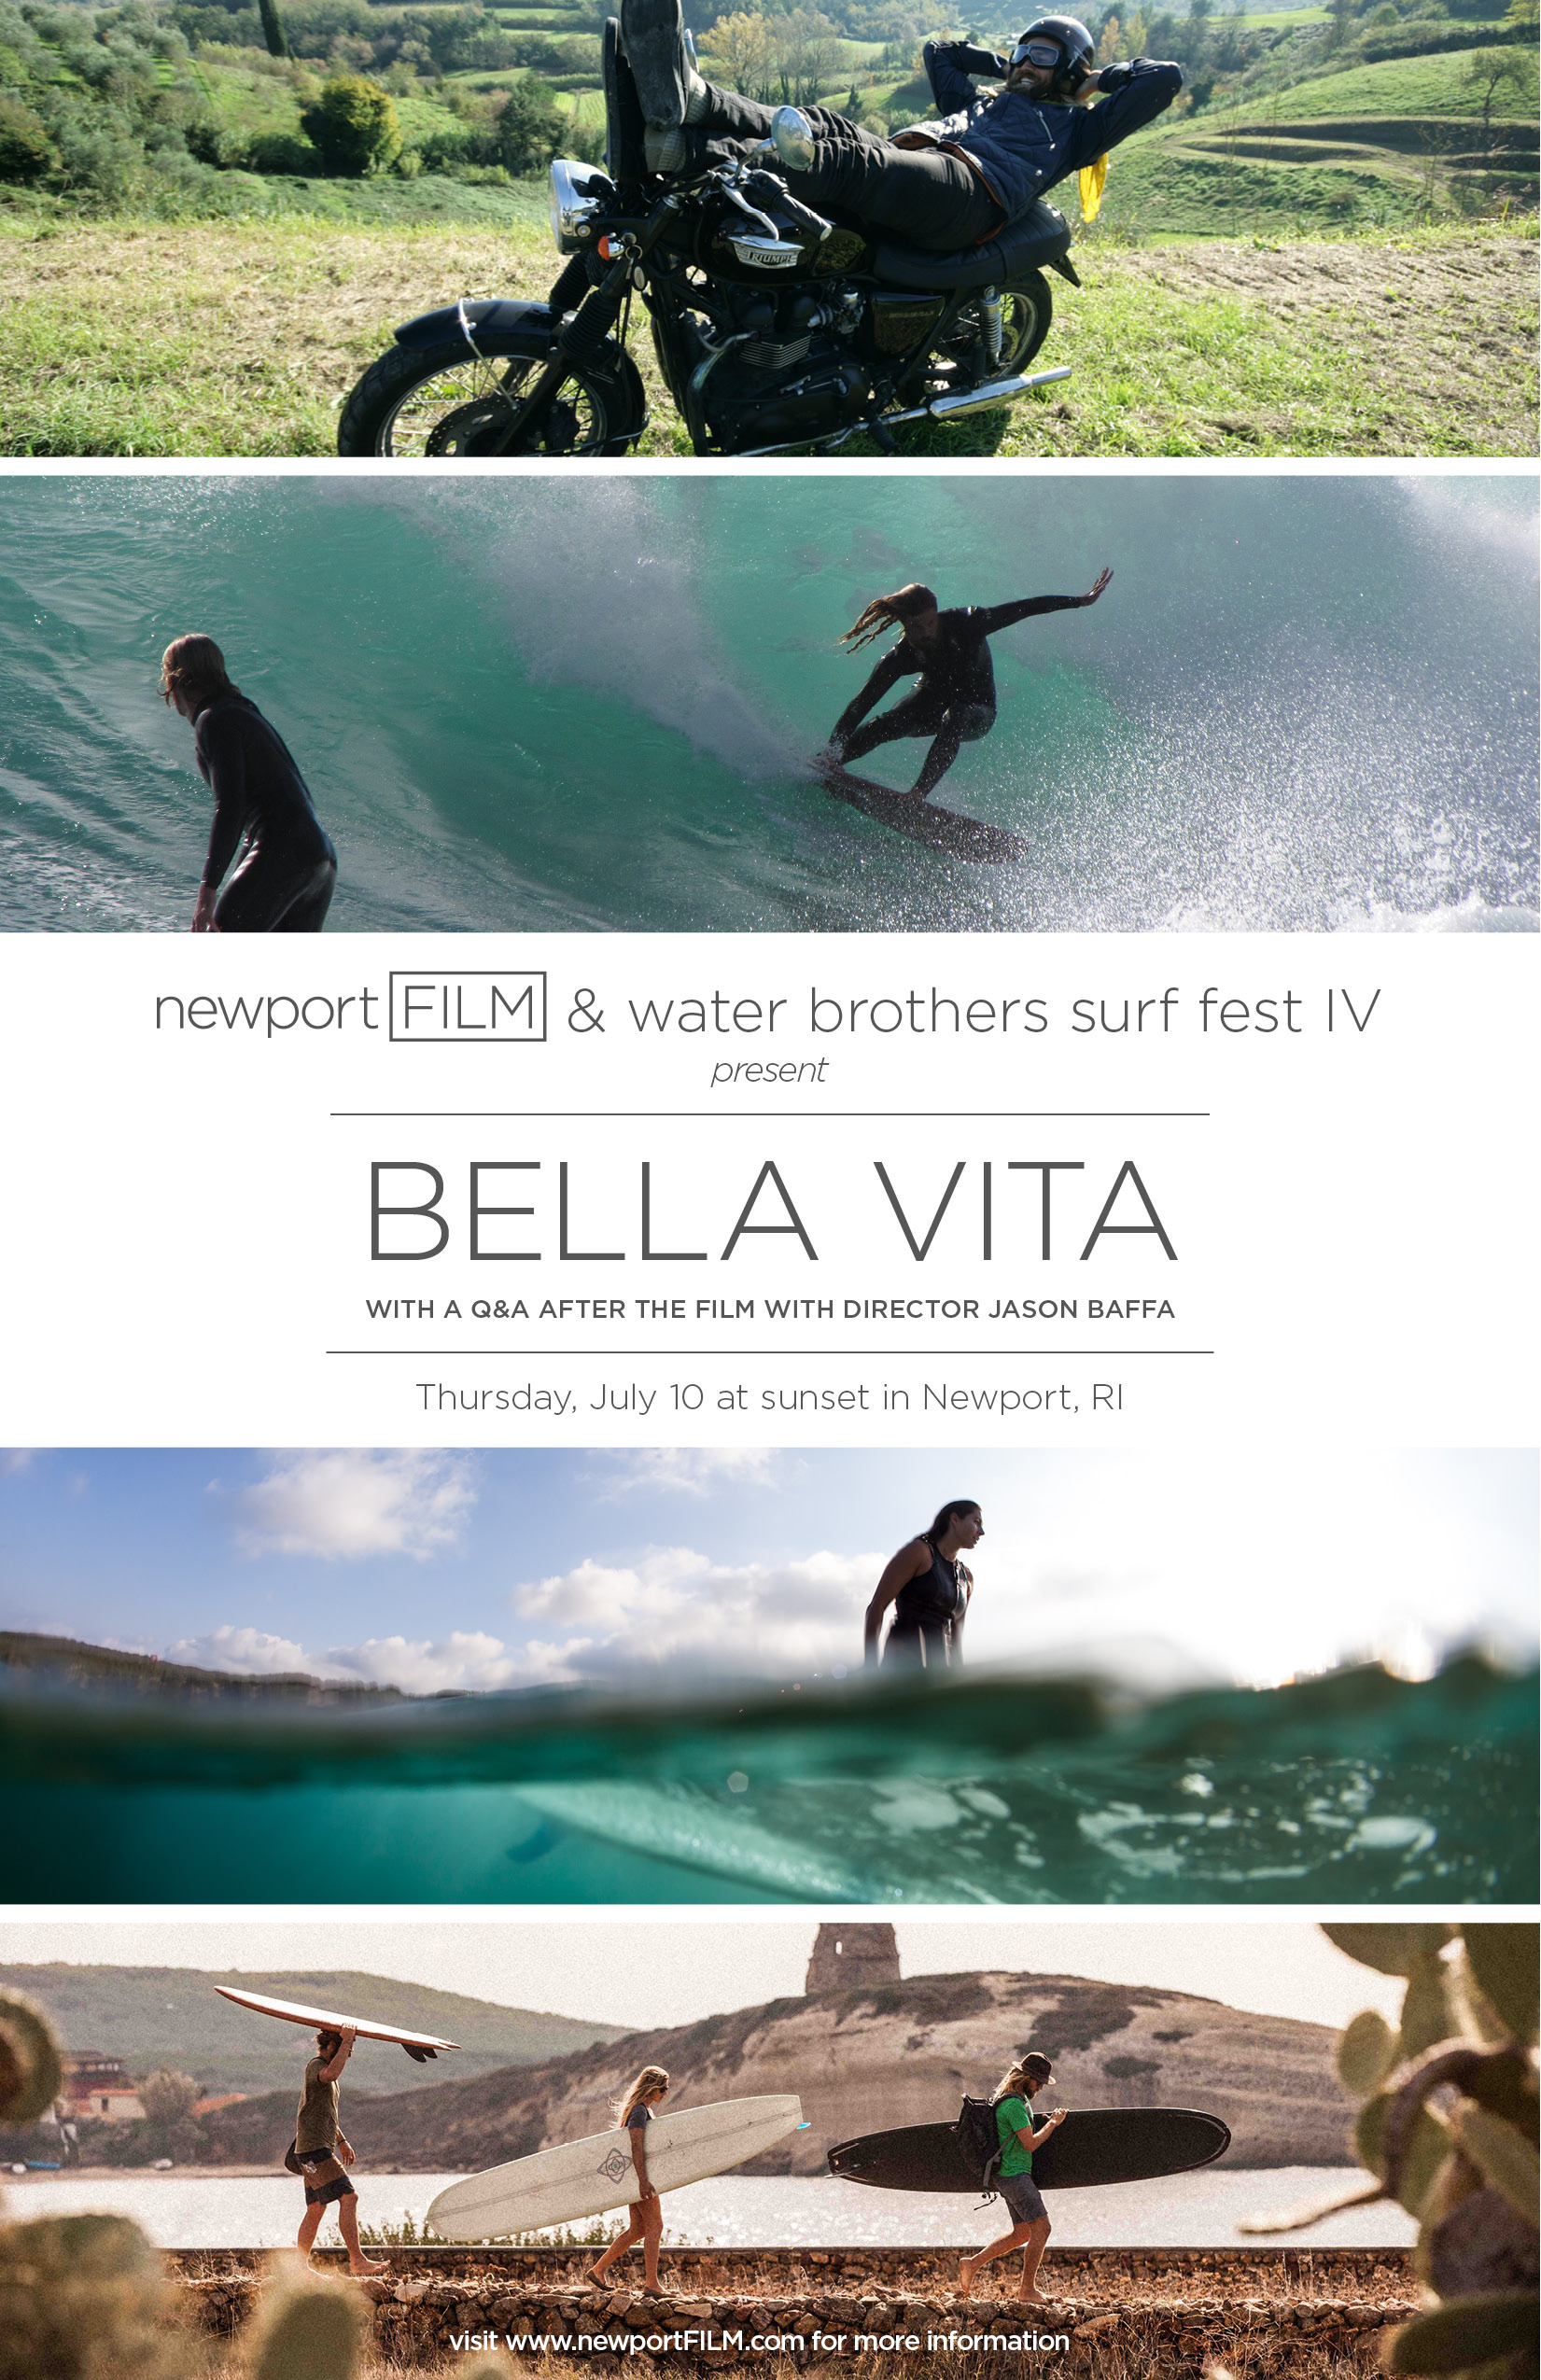 TRIUMPH
newport FILM & water brothers surf fest IV
present
BELLA VITA
WITH A Q&A AFTER THE FILM WITH DIRECTOR JASON BAFFA
Thursday, July 10 at sunset in Newport, RI
visit www.newportFILM.com for more information